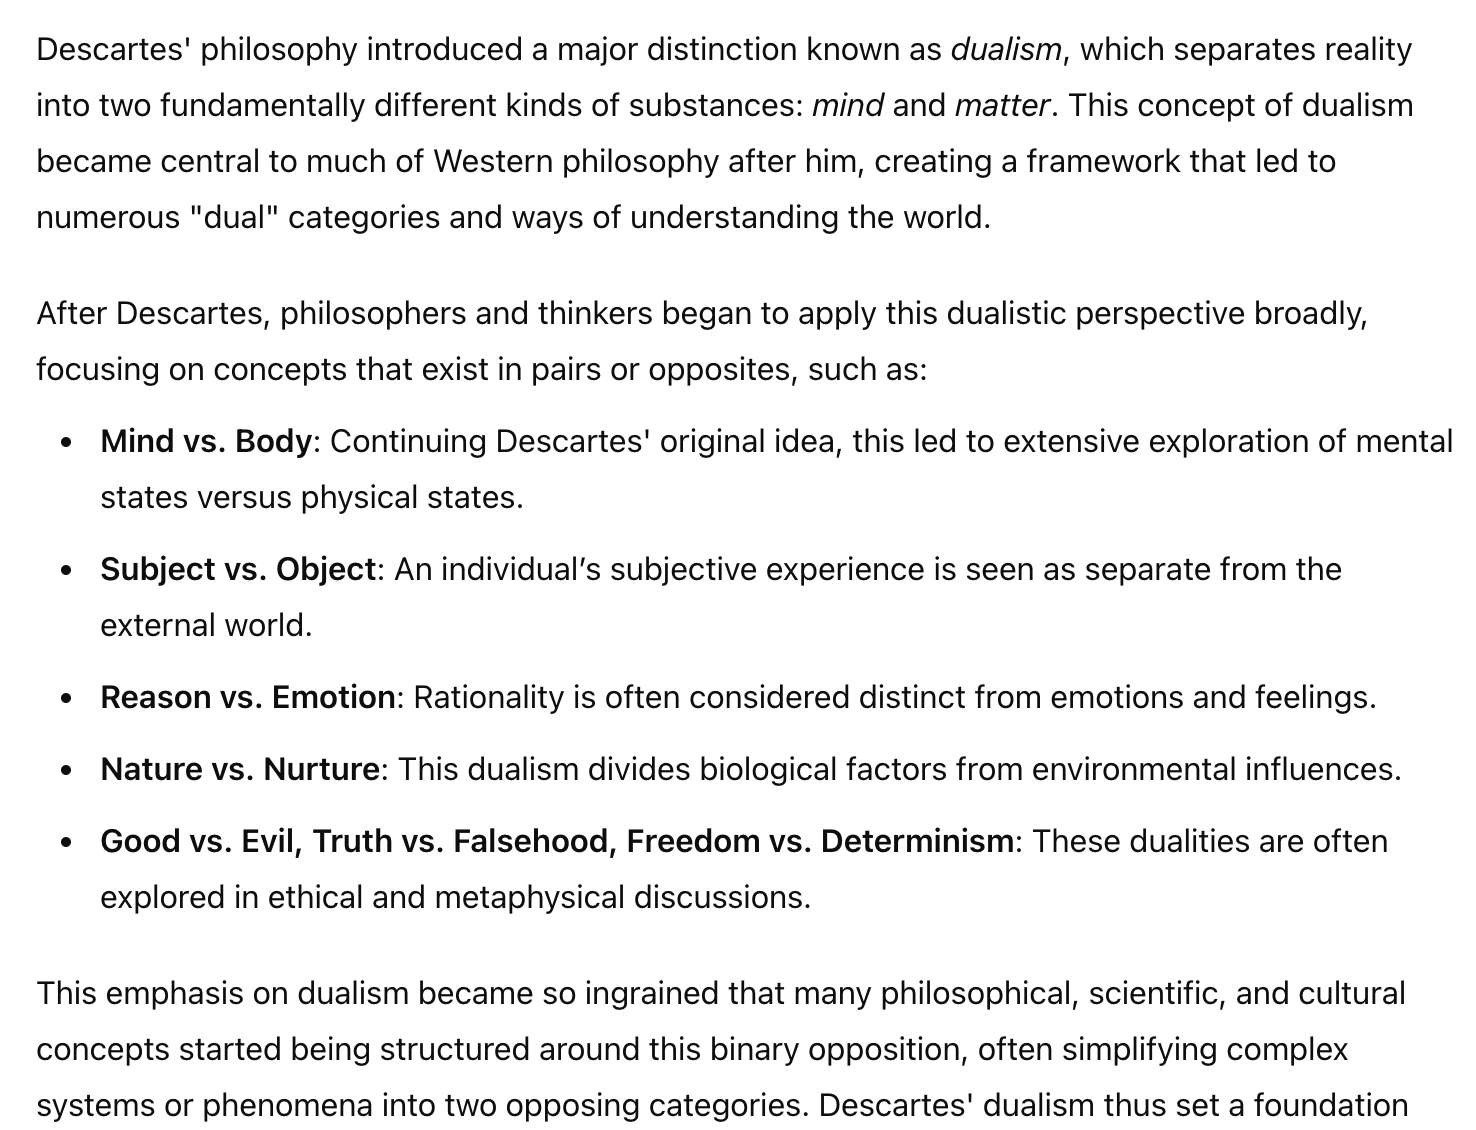 Descartes' philosophy introduced a major distinction known as dualism, which separates reality
into two fundamentally different kinds of substances: mind and matter. This concept of dualism
became central to much of Western philosophy after him, creating a framework that led to
numerous "dual" categories and ways of understanding the world.
After Descartes, philosophers and thinkers began to apply this dualistic perspective broadly,
focusing on concepts that exist in pairs or opposites, such as:
• Mind vs. Body: Continuing Descartes' original idea, this led to extensive exploration of mental
states versus physical states.
• Subject vs. Object: An individual’s subjective experience is seen as separate from the
external world.
• Reason vs. Emotion: Rationality is often considered distinct from emotions and feelings.
• Nature vs. Nurture: This dualism divides biological factors from environmental influences.
• Good vs. Evil, Truth vs. Falsehood, Freedom vs. Determinism: These dualities are often
explored in ethical and metaphysical discussions.
This emphasis on dualism became so ingrained that many philosophical, scientific, and cultural
concepts started being structured around this binary opposition, often simplifying complex
systems or phenomena into two opposing categories. Descartes' dualism thus set a foundation